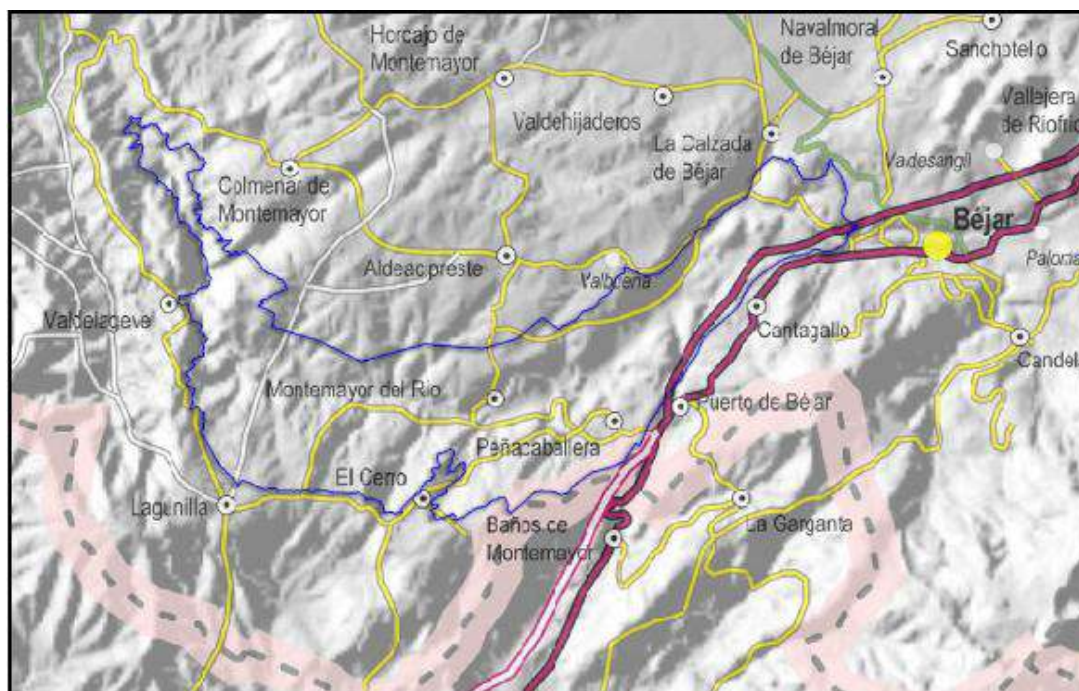 Horcajo de
Montemayor
Navalmoral
de Béjar
Sanchotello
Valdehijaderos
Vallejera
de Riofrío
La Calzada
de Béjar
Valdesangil
Colmenar de
Montemayor
Béjar
Aldeacipreste
Valbuena
Paloma
Valdelageve
Cantagallo
Candel
Montemayor del Río
Puerto de Béjar
Peñacaballera
El Cerro
Lagunilla
Baños de
Montemayor
La Garganta